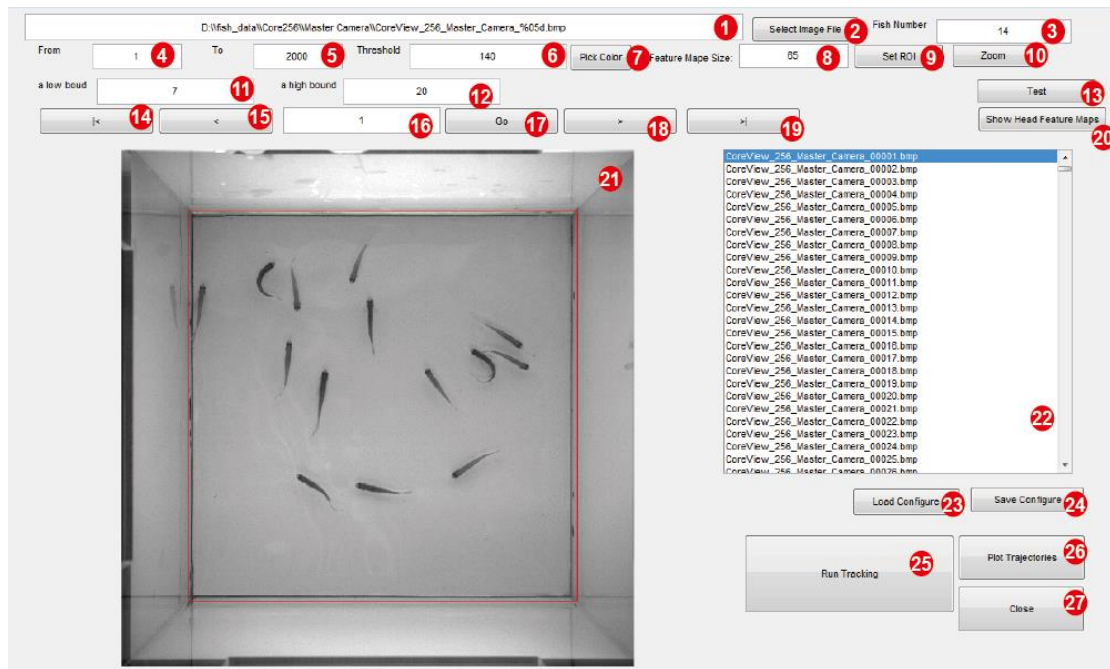 D:\\fish_data\\Core256\\Master Camera\\CoreView_256_Master_Camera_%05d.bmp 1 Select Image File 2 Fish Number 14 3
From 1 4 To 2000 5 Threshold 140 6 Pick Color 7 Feature Mape Size: 65 8 Set ROI 9 Zoom 10
a low boud 7 11 a high bound 20 12 Test 13
|< 14 < 15 1 16 Go 17 > 18 >| 19 Show Head Feature Maps 20
21
CoreView_256_Master_Camera_00001.bmp
CoreView_256_Master_Camera_00002.bmp
CoreView_256_Master_Camera_00003.bmp
CoreView_256_Master_Camera_00004.bmp
CoreView_256_Master_Camera_00005.bmp
CoreView_256_Master_Camera_00006.bmp
CoreView_256_Master_Camera_00007.bmp
CoreView_256_Master_Camera_00008.bmp
CoreView_256_Master_Camera_00009.bmp
CoreView_256_Master_Camera_00010.bmp
CoreView_256_Master_Camera_00011.bmp
CoreView_256_Master_Camera_00012.bmp
CoreView_256_Master_Camera_00013.bmp
CoreView_256_Master_Camera_00014.bmp
CoreView_256_Master_Camera_00015.bmp
CoreView_256_Master_Camera_00016.bmp
CoreView_256_Master_Camera_00017.bmp
CoreView_256_Master_Camera_00018.bmp
CoreView_256_Master_Camera_00019.bmp
CoreView_256_Master_Camera_00020.bmp
CoreView_256_Master_Camera_00021.bmp
CoreView_256_Master_Camera_00022.bmp
CoreView_256_Master_Camera_00023.bmp
CoreView_256_Master_Camera_00024.bmp
CoreView_256_Master_Camera_00025.bmp
CoreView_256_Master_Camera_00026.bmp
22
Load Configure 23 Save Configure 24
Run Tracking 25 Plot Trajectories 26
Close 27